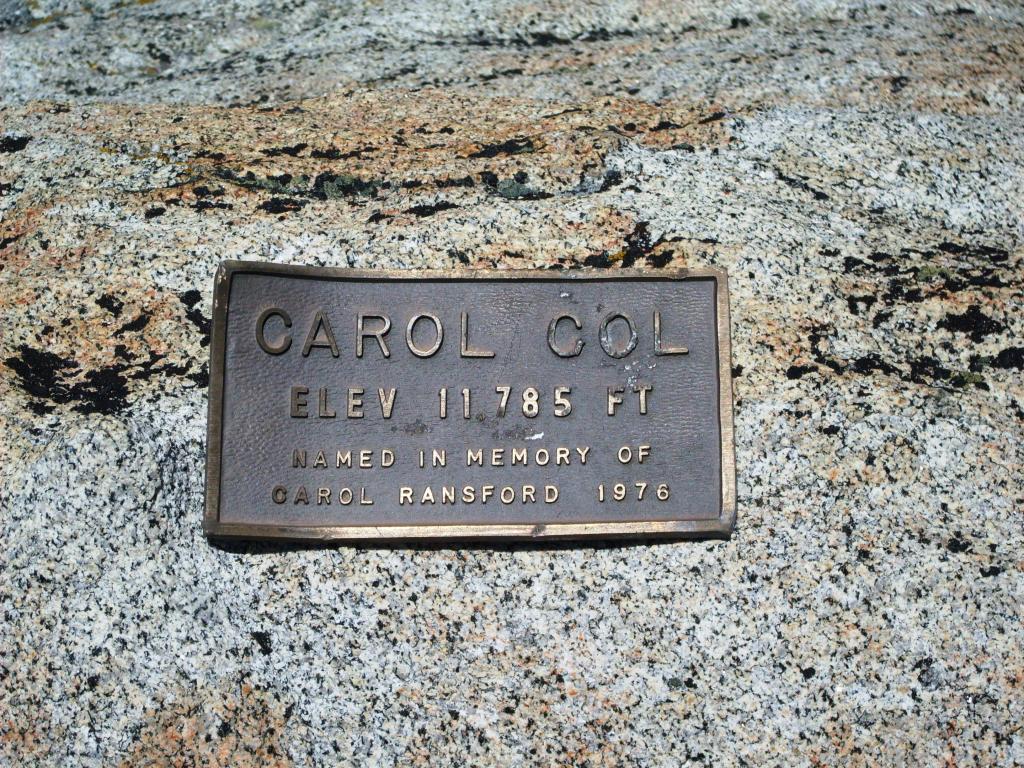 CAROL COL
ELEV 11,785 FT
NAMED IN MEMORY OF
CAROL RANSFORD 1976